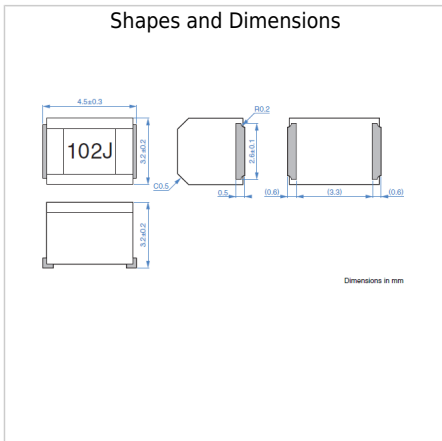 Shapes and Dimensions
4.5±0.3
102J
3.2±0.2
C0.5
R0.2
2.6±0.1
0.5
(0.6)
(3.3)
(0.6)
3.2±0.2
Dimensions in mm